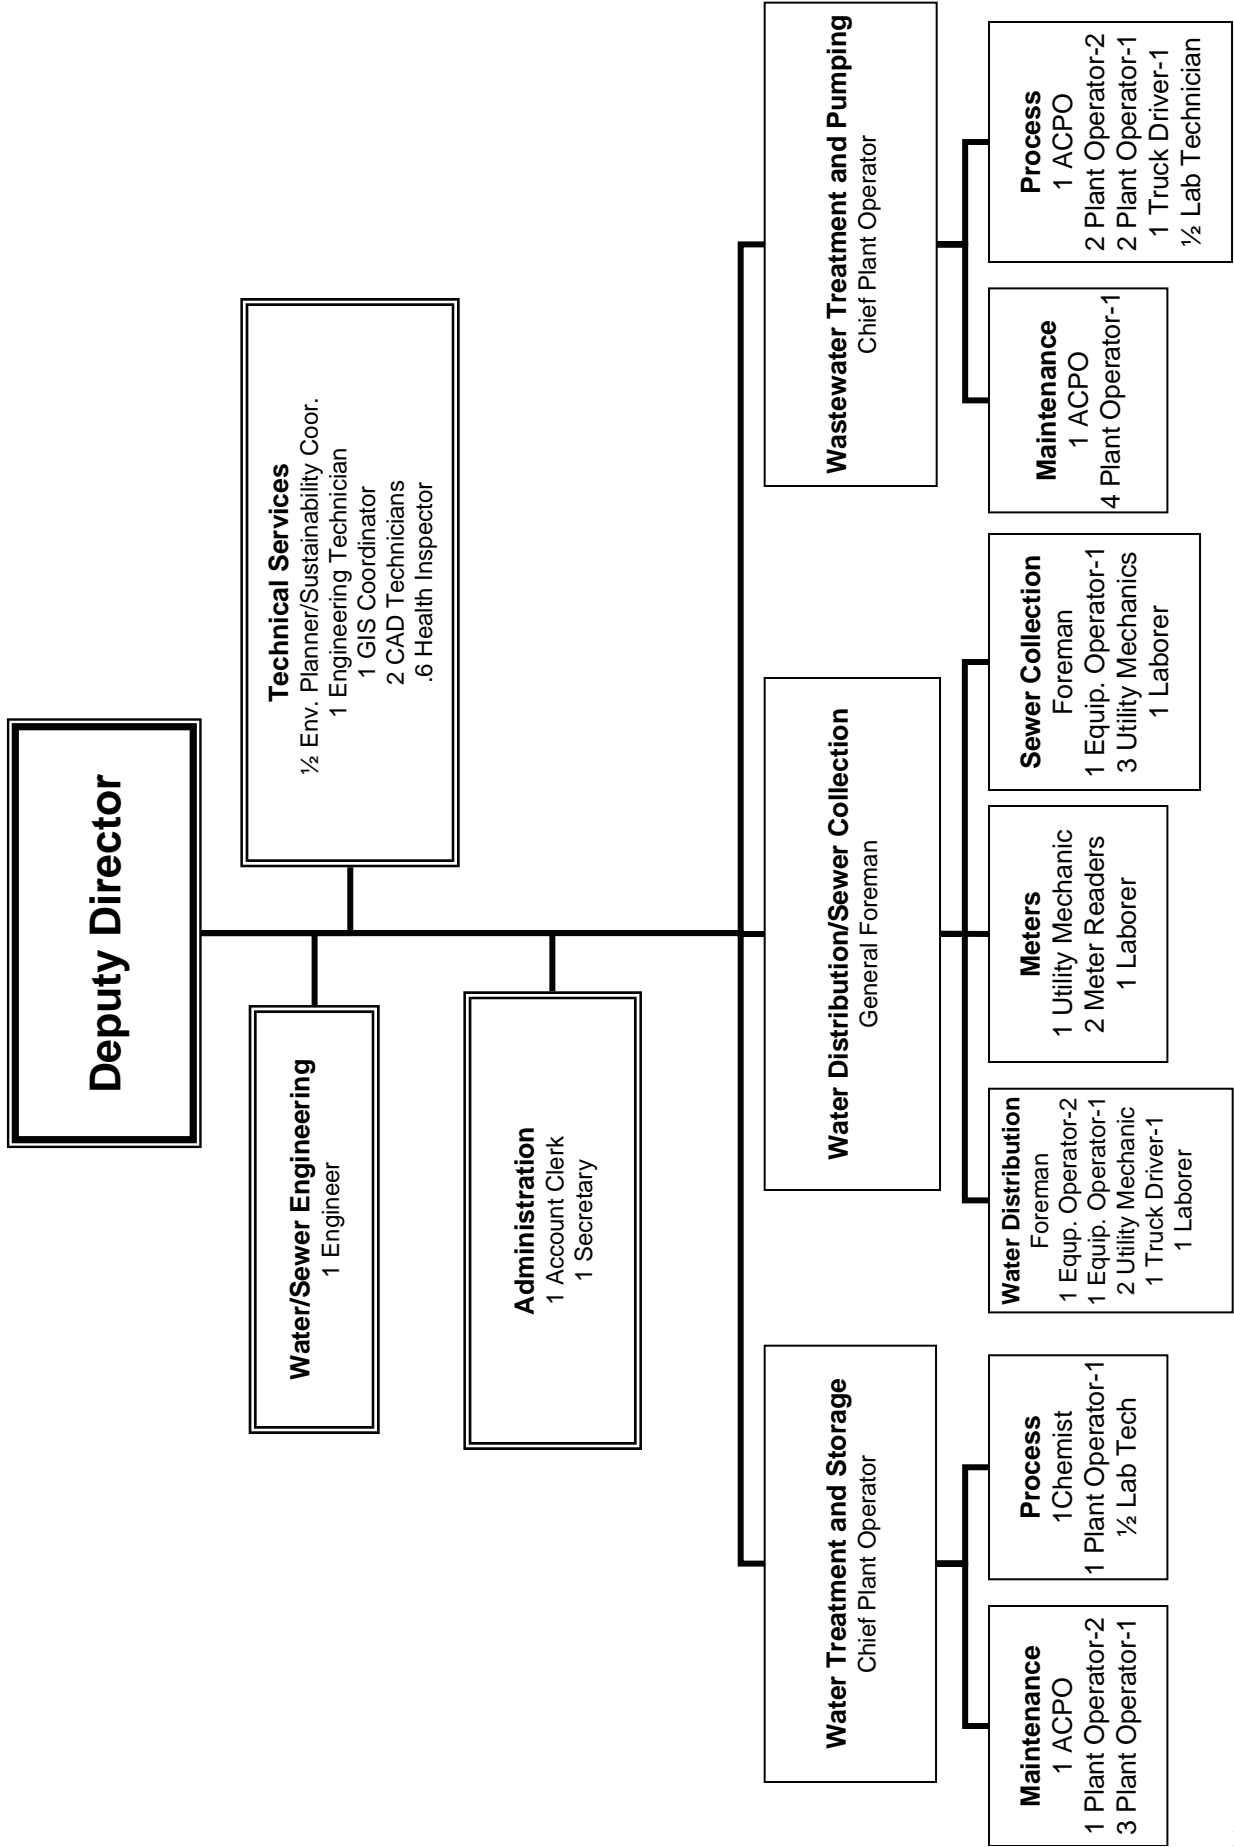 Deputy Director
Water/Sewer Engineering
1 Engineer
Technical Services
½ Env. Planner/Sustainability Coor.
1 Engineering Technician
1 GIS Coordinator
2 CAD Technicians
.6 Health Inspector
Administration
1 Account Clerk
1 Secretary
Water Treatment and Storage
Chief Plant Operator
Water Distribution/Sewer Collection
General Foreman
Wastewater Treatment and Pumping
Chief Plant Operator
Maintenance
1 ACPO
1 Plant Operator-2
3 Plant Operator-1
Process
1Chemist
1 Plant Operator-1
½ Lab Tech
Water Distribution
Foreman
1 Equp. Operator-2
1 Equip. Operator-1
2 Utility Mechanic
1 Truck Driver-1
1 Laborer
Meters
1 Utility Mechanic
2 Meter Readers
1 Laborer
Sewer Collection
Foreman
1 Equip. Operator-1
3 Utility Mechanics
1 Laborer
Maintenance
1 ACPO
4 Plant Operator-1
Process
1 ACPO
2 Plant Operator-2
2 Plant Operator-1
1 Truck Driver-1
½ Lab Technician